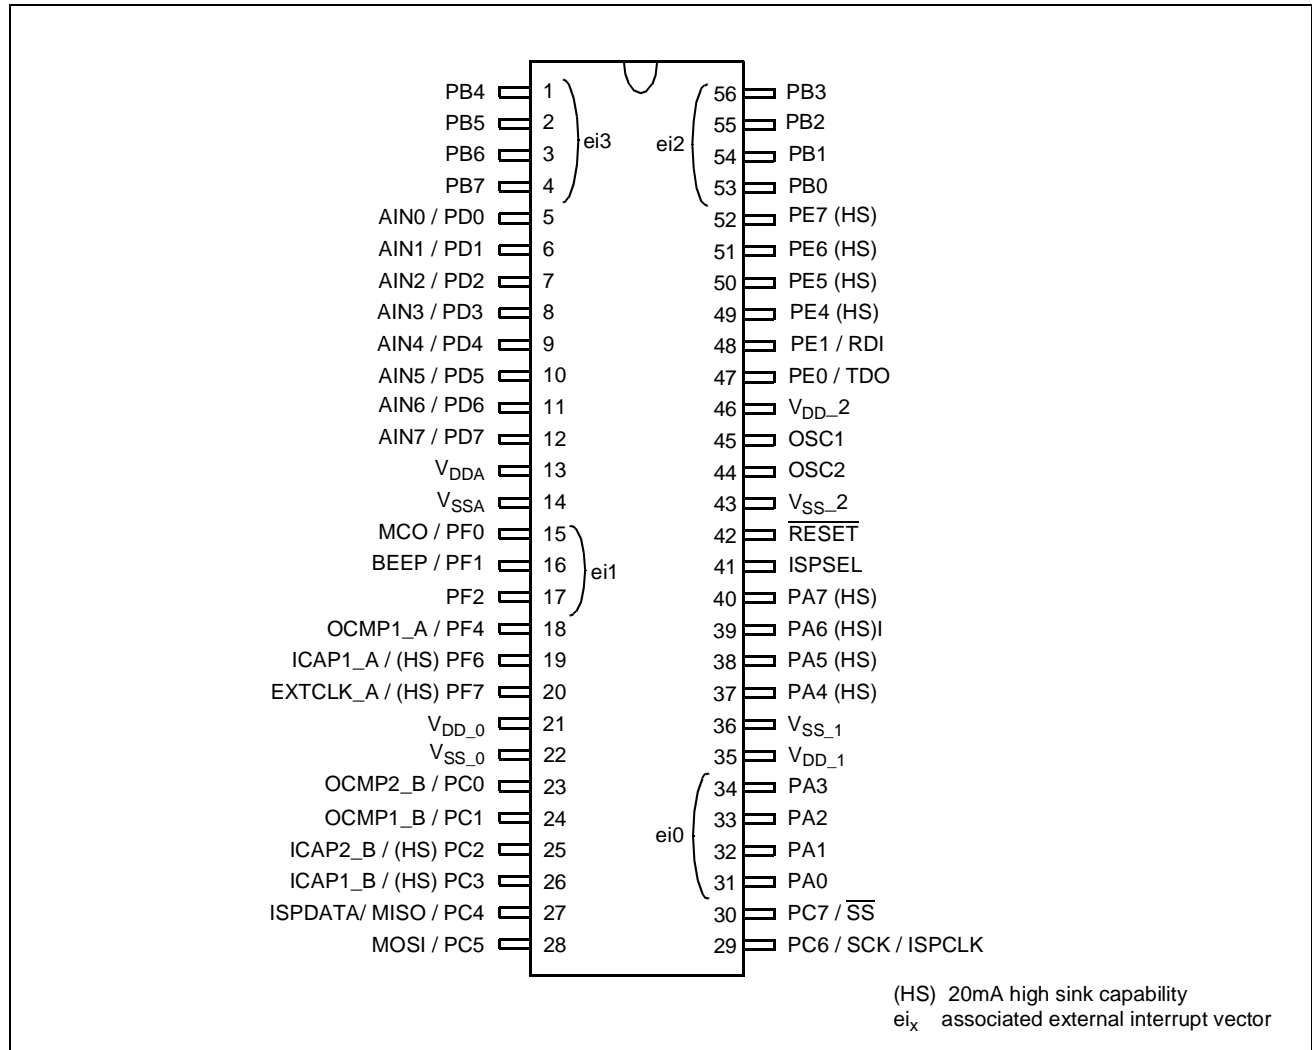 PB4 1 56 PB3
PB5 2 ei3 ei2 55 PB2
PB6 3 54 PB1
PB7 4 53 PB0
AIN0 / PD0 5 52 PE7 (HS)
AIN1 / PD1 6 51 PE6 (HS)
AIN2 / PD2 7 50 PE5 (HS)
AIN3 / PD3 8 49 PE4 (HS)
AIN4 / PD4 9 48 PE1 / RDI
AIN5 / PD5 10 47 PE0 / TDO
AIN6 / PD6 11 46 VDD_2
AIN7 / PD7 12 45 OSC1
VDDA 13 44 OSC2
VSSA 14 43 VSS_2
MCO / PF0 15 42 RESET
BEEP / PF1 16 ei1 41 ISPSEL
PF2 17 40 PA7 (HS)
OCMP1_A / PF4 18 39 PA6 (HS)I
ICAP1_A / (HS) PF6 19 38 PA5 (HS)
EXTCLK_A / (HS) PF7 20 37 PA4 (HS)
VDD_0 21 36 VSS_1
VSS_0 22 35 VDD_1
OCMP2_B / PC0 23 34 PA3
OCMP1_B / PC1 24 ei0 33 PA2
ICAP2_B / (HS) PC2 25 32 PA1
ICAP1_B / (HS) PC3 26 31 PA0
ISPDATA/ MISO / PC4 27 30 PC7 / SS
MOSI / PC5 28 29 PC6 / SCK / ISPCLK
(HS) 20mA high sink capability
eix associated external interrupt vector